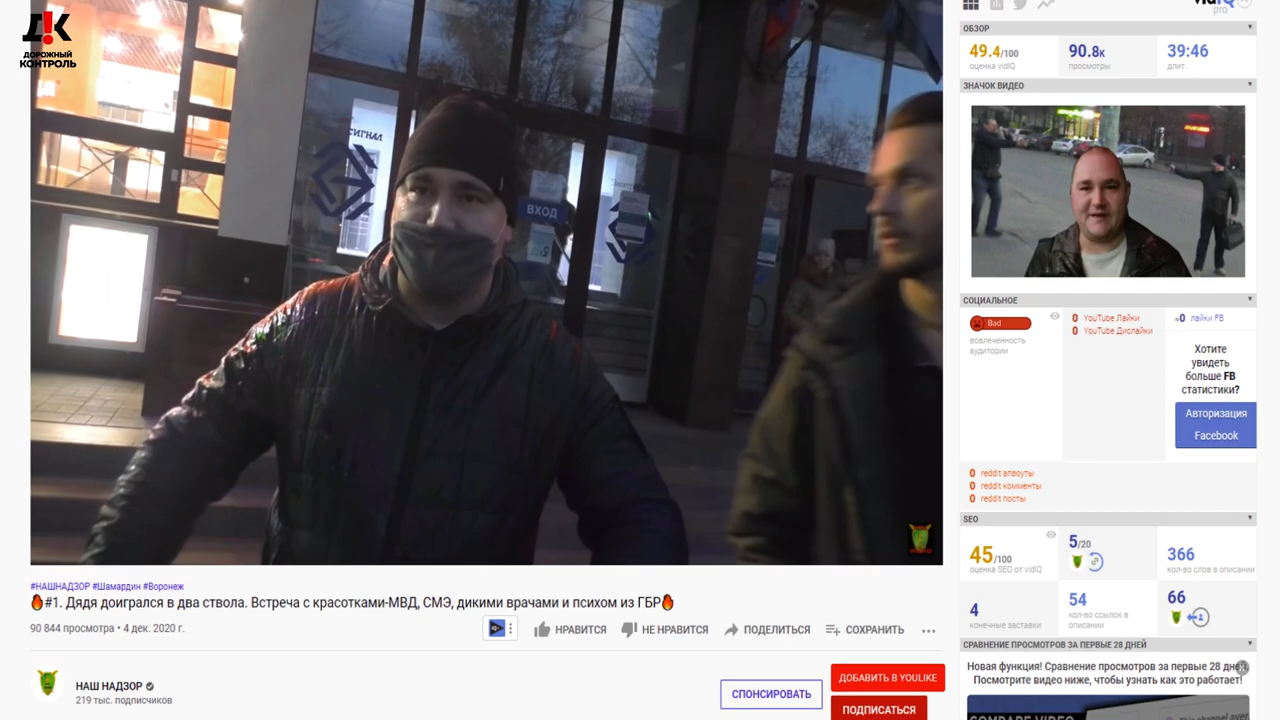 ДК
ДОРОЖНЫЙ
КОНТРОЛЬ
СИГНАЛ
ВХОД
vidIQ
pro
ОБЗОР
49.4/100
оценка vidIQ
90.8к
просмотры
39:46
длит.
ЗНАЧОК ВИДЕО
СОЦИАЛЬНОЕ
Bad
вовлеченность
аудитории
0 YouTube Лайки
0 YouTube Дислайки
0 лайки FB
Хотите
увидеть
больше FB
статистики?
Авторизация
Facebook
0 reddit апвоуты
0 reddit комменты
0 reddit посты
SEO
45/100
оценка SEO от vidIQ
5/20
366
кол-во слов в описании
4
конечные заставки
54
кол-во ссылок в
описании
66
СРАВНЕНИЕ ПРОСМОТРОВ ЗА ПЕРВЫЕ 28 ДНЕЙ
Новая функция! Сравнение просмотров за первые 28 дней!
Посмотрите видео ниже, чтобы узнать как это работает!
COMPARE VIDEO
#НАШНАДЗОР #Шамардин #Воронеж
🔥#1. Дядя доигрался в два ствола. Встреча с красотками-МВД, СМЭ, дикими врачами и психом из ГБР🔥
90 844 просмотра • 4 дек. 2020 г.
НРАВИТСЯ
НЕ НРАВИТСЯ
ПОДЕЛИТЬСЯ
СОХРАНИТЬ
НАШ НАДЗОР
219 тыс. подписчиков
СПОНСИРОВАТЬ
ДОБАВИТЬ В YOULIKE
ПОДПИСАТЬСЯ